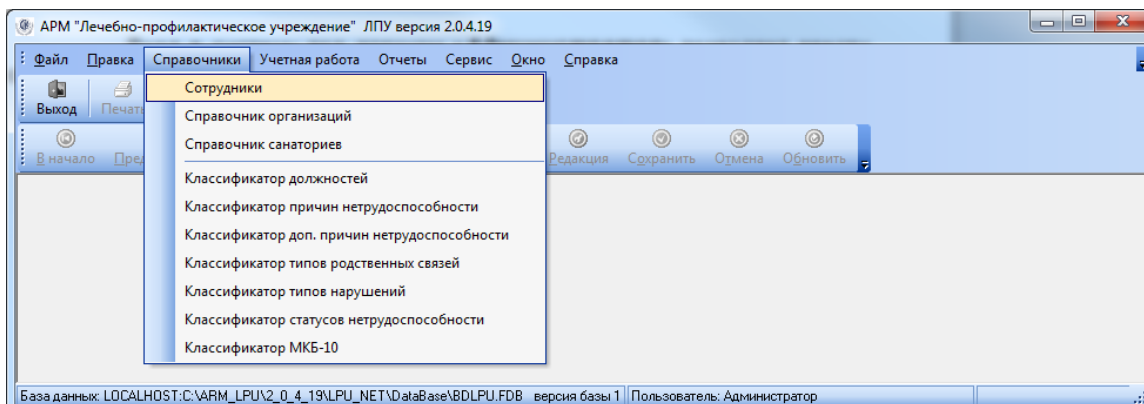 АРМ "Лечебно-профилактическое учреждение" ЛПУ версия 2.0.4.19
Файл Правка Справочники Учетная работа Отчеты Сервис Окно Справка
Выход Печать
В начало Пред Редакция Сохранить Отмена Обновить
Сотрудники
Справочник организаций
Справочник санаториев
Классификатор должностей
Классификатор причин нетрудоспособности
Классификатор доп. причин нетрудоспособности
Классификатор типов родственных связей
Классификатор типов нарушений
Классификатор статусов нетрудоспособности
Классификатор МКБ-10
База данных: LOCALHOST:C:\ARM_LPU\2_0_4_19\LPU_NET\DataBase\BDLPU.FDB версия базы 1 Пользователь: Администратор